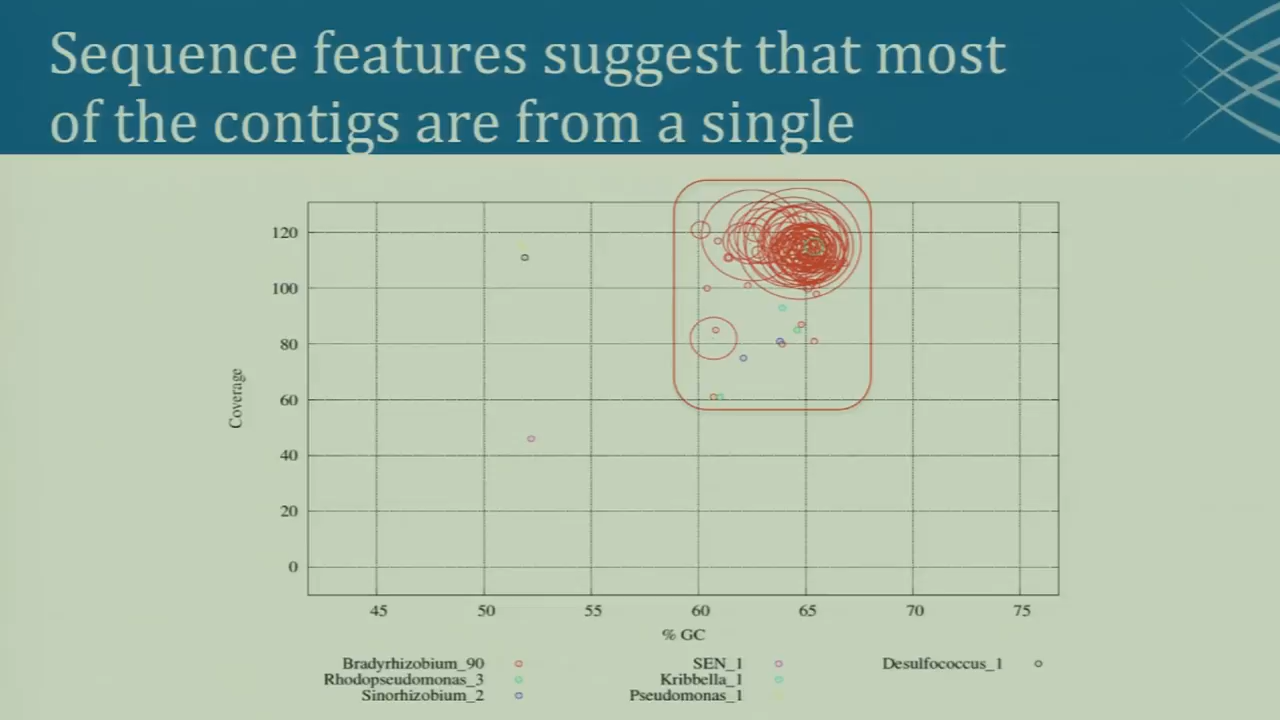 Sequence features suggest that most
of the contigs are from a single
120
100
80
60
40
20
0
Coverage
45 50 55 60 65 70 75
% GC
Bradyrhizobium_90 SEN_1 Desulfococcus_1
Rhodopseudomonas_3 Kribbella_1
Sinorhizobium_2 Pseudomonas_1